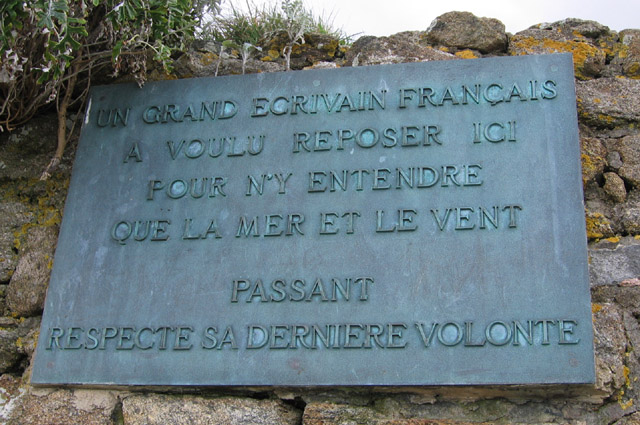 UN GRAND ECRIVAIN FRANÇAIS
A VOULU REPOSER ICI
POUR N'Y ENTENDRE
QUE LA MER ET LE VENT
PASSANT
RESPECTE SA DERNIERE VOLONTE